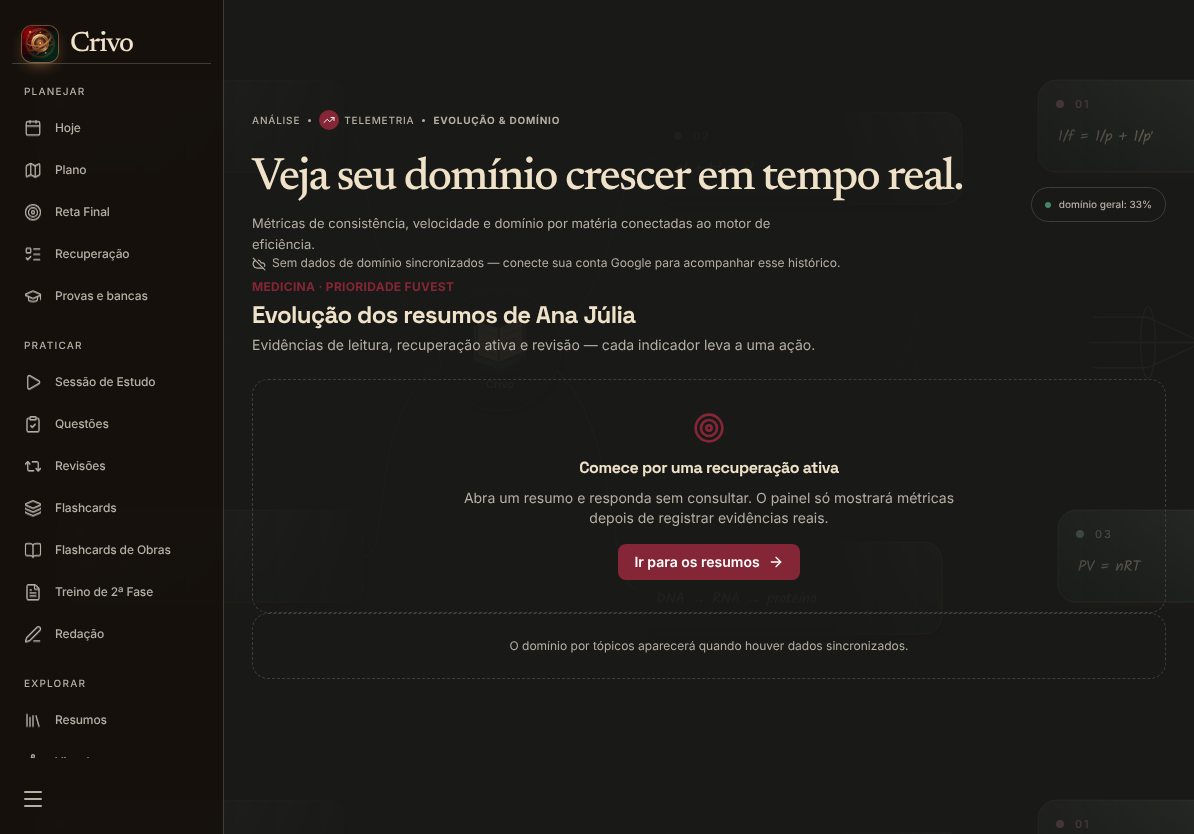 Crivo
PLANEJAR
Hoje
Plano
Reta Final
Recuperação
Provas e bancas
PRATICAR
Sessão de Estudo
Questões
Revisões
Flashcards
Flashcards de Obras
Treino de 2ª Fase
Redação
EXPLORAR
Resumos
ANÁLISE • TELEMETRIA • EVOLUÇÃO & DOMÍNIO
Veja seu domínio crescer em tempo real.
Métricas de consistência, velocidade e domínio por matéria conectadas ao motor de
eficiência.
domínio geral: 33%
Sem dados de domínio sincronizados — conecte sua conta Google para acompanhar esse histórico.
MEDICINA · PRIORIDADE FUVEST
Evolução dos resumos de Ana Júlia
Evidências de leitura, recuperação ativa e revisão — cada indicador leva a uma ação.
Comece por uma recuperação ativa
Abra um resumo e responda sem consultar. O painel só mostrará métricas
depois de registrar evidências reais.
Ir para os resumos
O domínio por tópicos aparecerá quando houver dados sincronizados.
01
1/f = 1/p + 1/p'
Crivo
03
PV = nRT
DNA → RNA → proteína
01